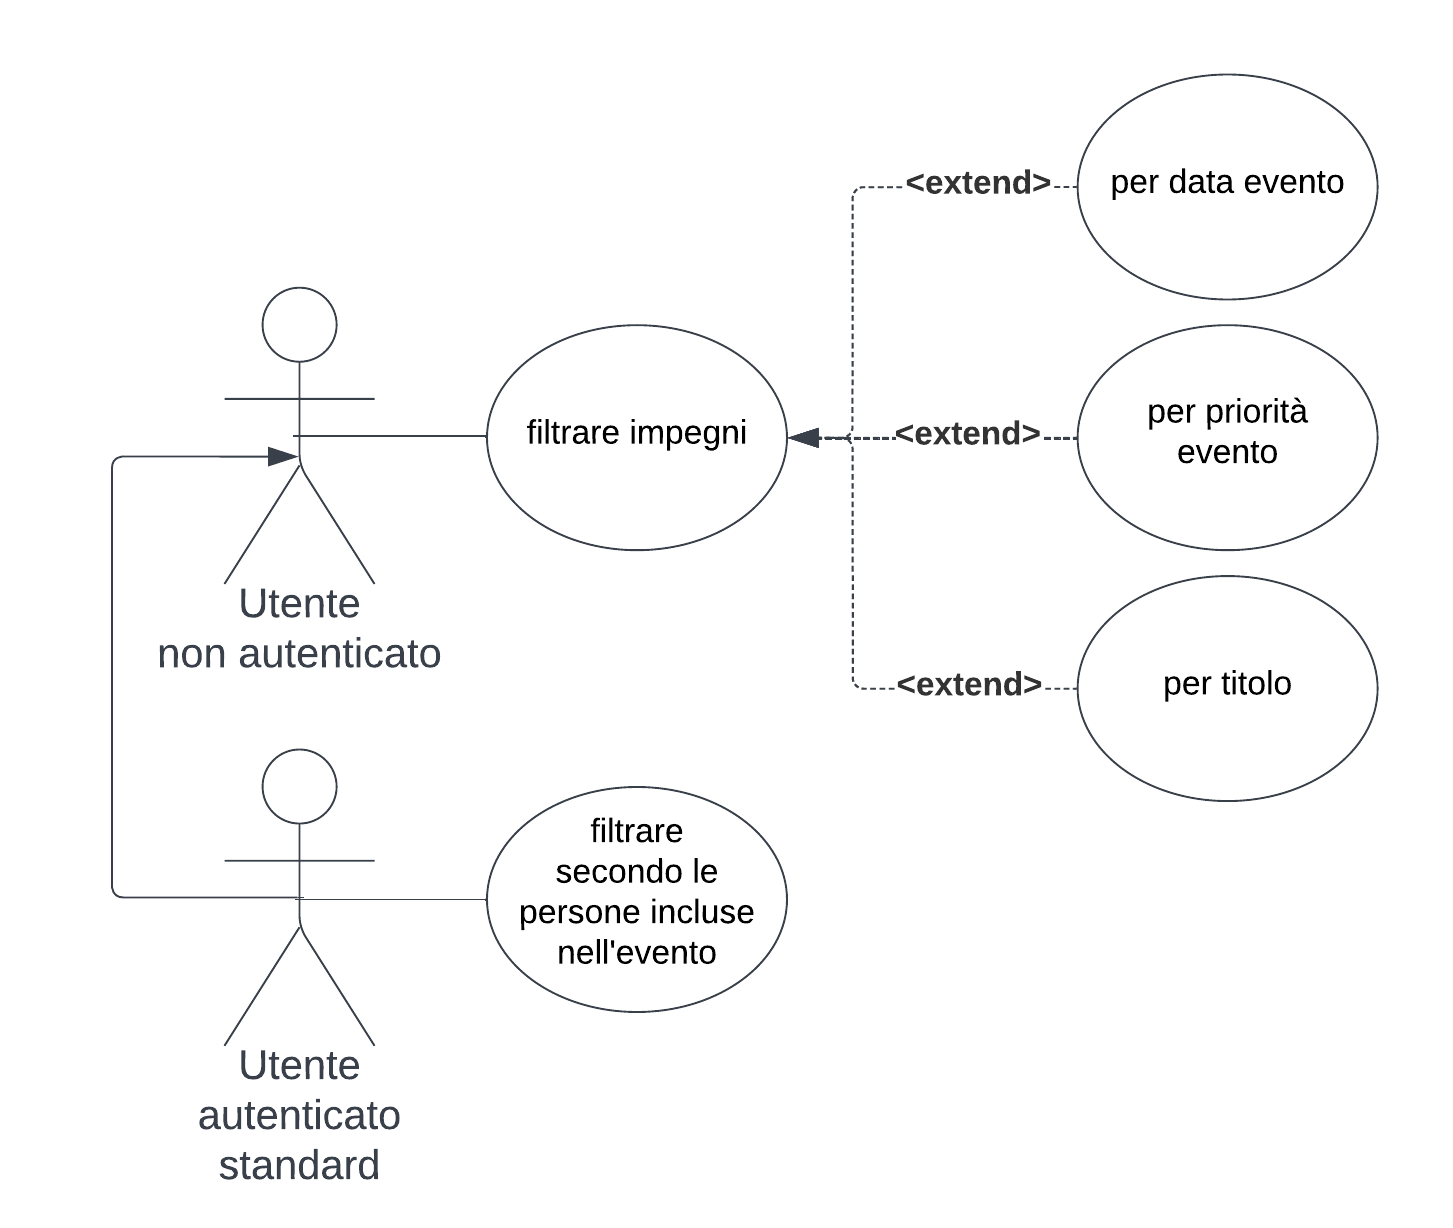 <extend>
per data evento
filtrare impegni
<extend>
per priorità
evento
Utente
non autenticato
<extend>
per titolo
filtrare
secondo le
persone incluse
nell'evento
Utente
autenticato
standard